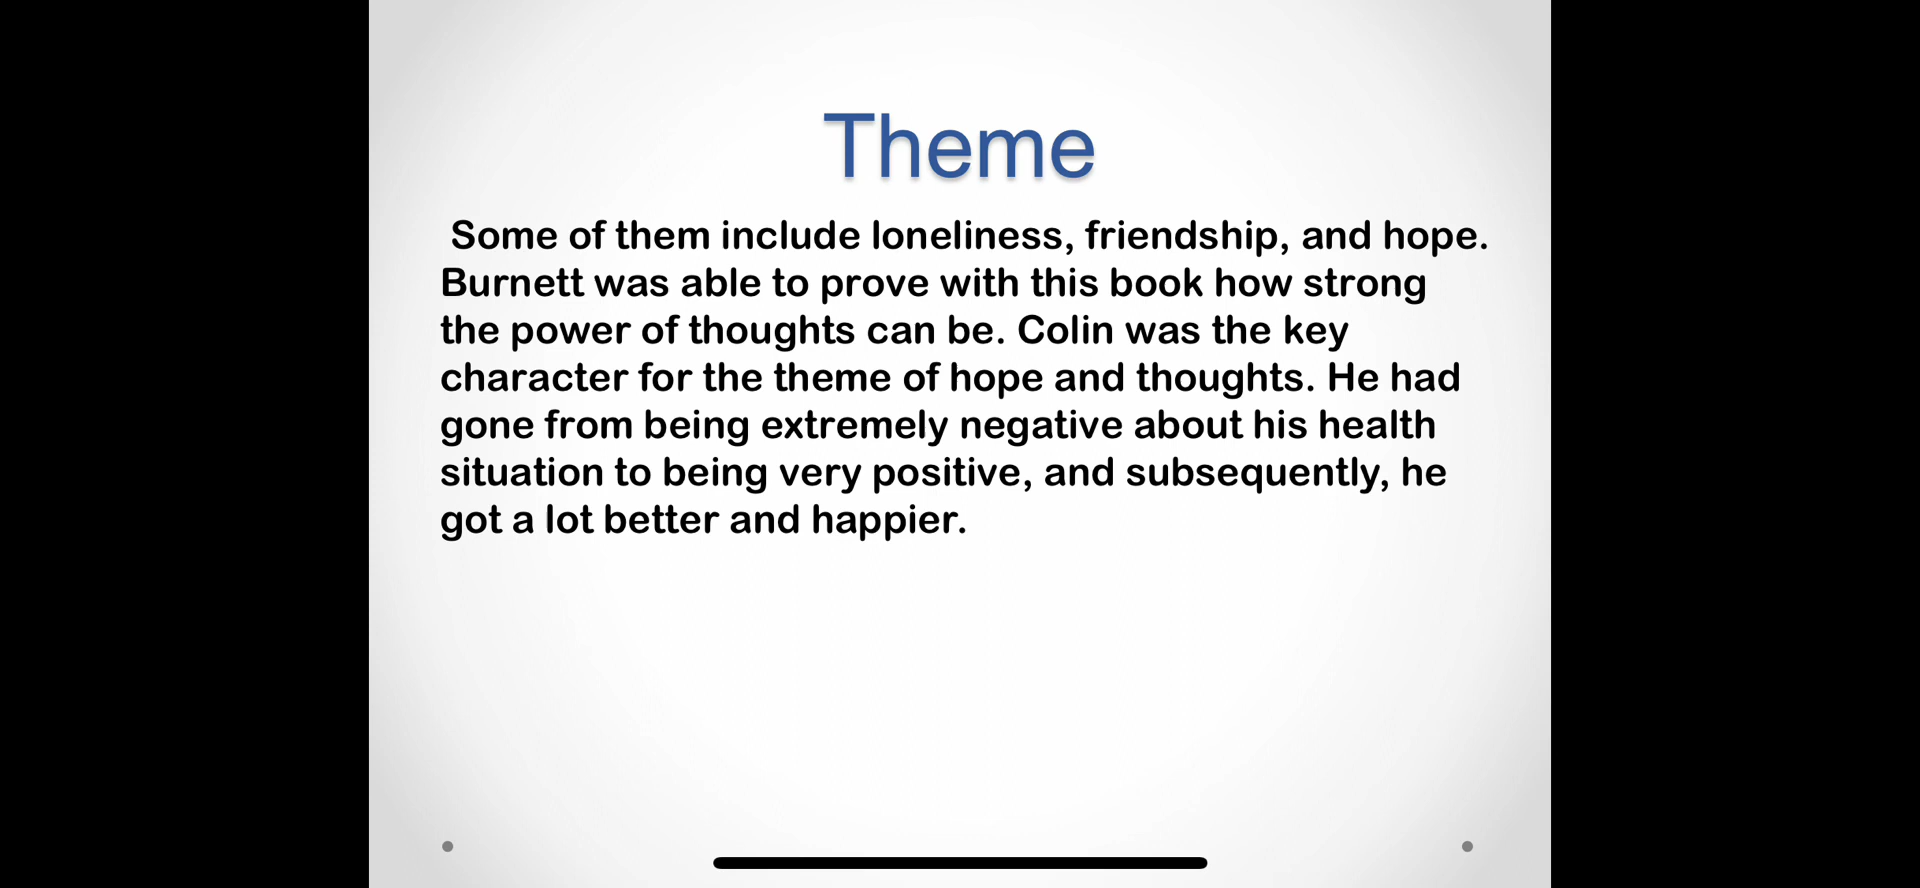 Theme
Some of them include loneliness, friendship, and hope.
Burnett was able to prove with this book how strong
the power of thoughts can be. Colin was the key
character for the theme of hope and thoughts. He had
gone from being extremely negative about his health
situation to being very positive, and subsequently, he
got a lot better and happier.